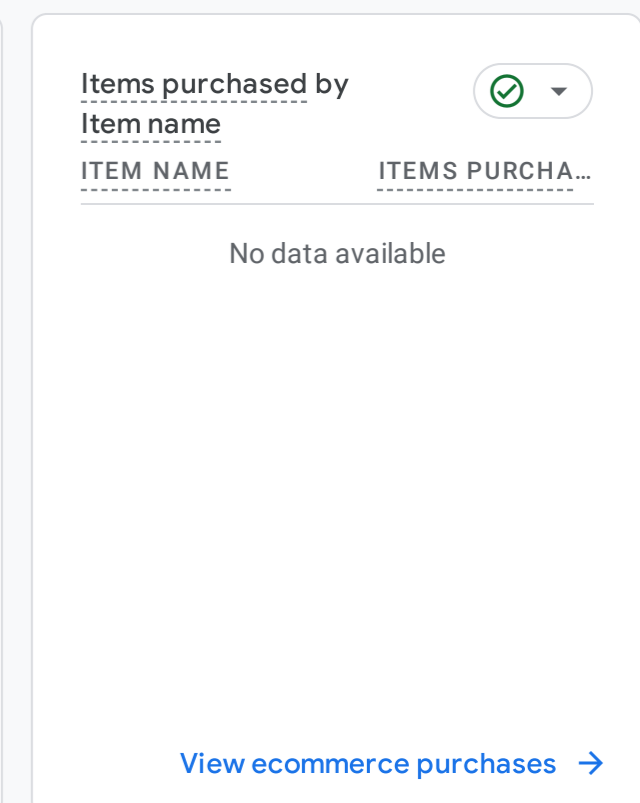 Items purchased by
Item name
ITEM NAME ITEMS PURCHA...
No data available
View ecommerce purchases